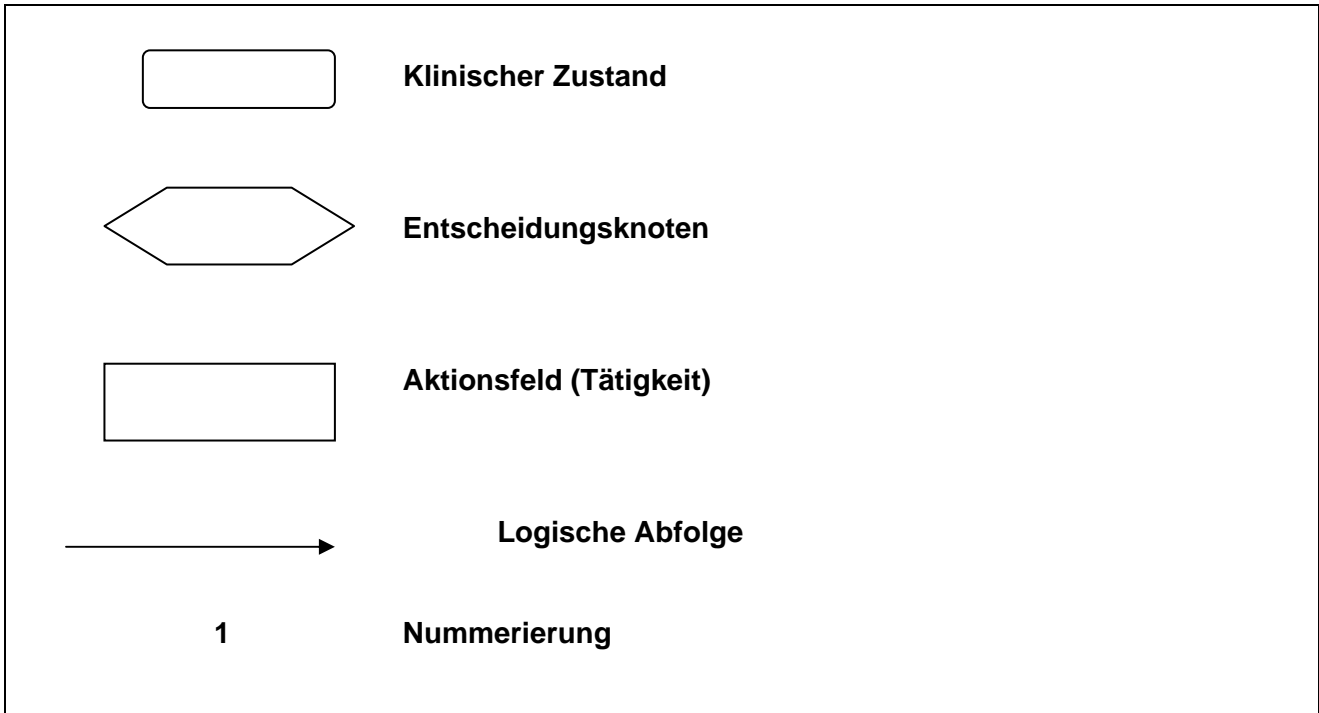 Klinischer Zustand
Entscheidungsknoten
Aktionsfeld (Tätigkeit)
Logische Abfolge
1 Nummerierung